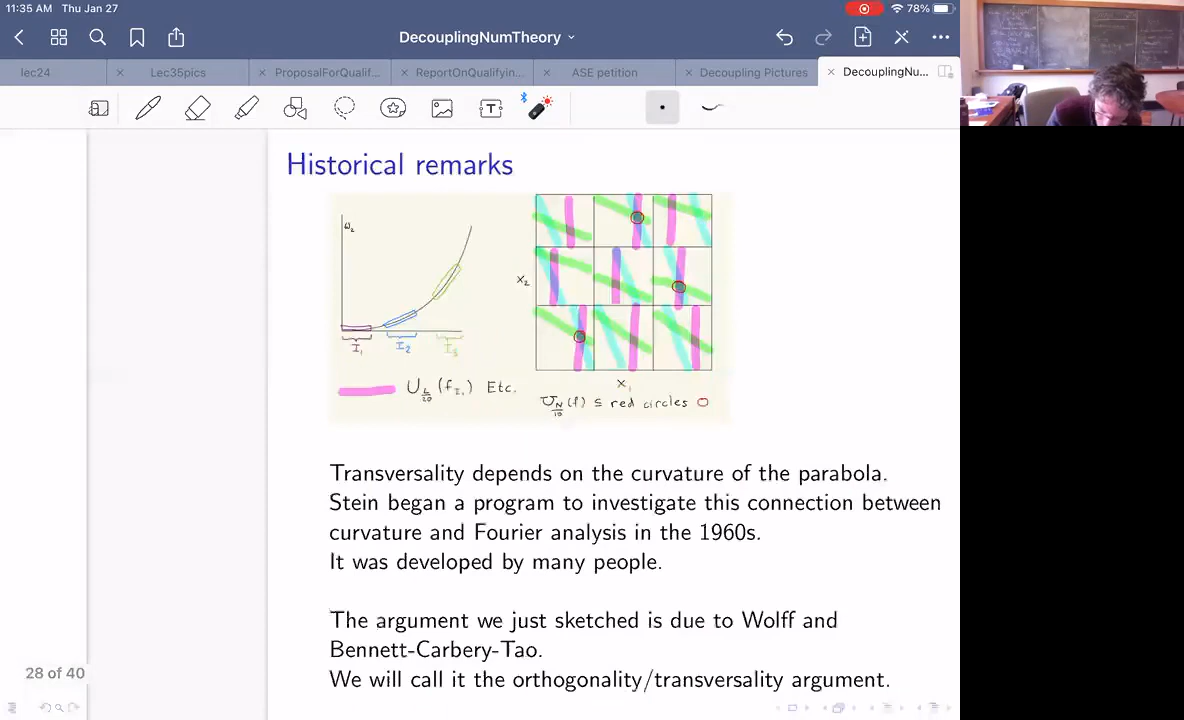 11:35 AM Thu Jan 27
78%
DecouplingNumTheory
lec24
Lec35pics
ProposalForQualif...
ReportOnQualifyin...
ASE petition
Decoupling Pictures
DecouplingNu...
T
Historical remarks
ω₂
I₁ I₂ I₃
x₂
x₁
U_{L/20} (f_{I₁}) Etc.
U_{N/10}(f) ⊆ red circles O
Transversality depends on the curvature of the parabola.
Stein began a program to investigate this connection between
curvature and Fourier analysis in the 1960s.
It was developed by many people.
The argument we just sketched is due to Wolff and
Bennett-Carbery-Tao.
We will call it the orthogonality/transversality argument.
28 of 40